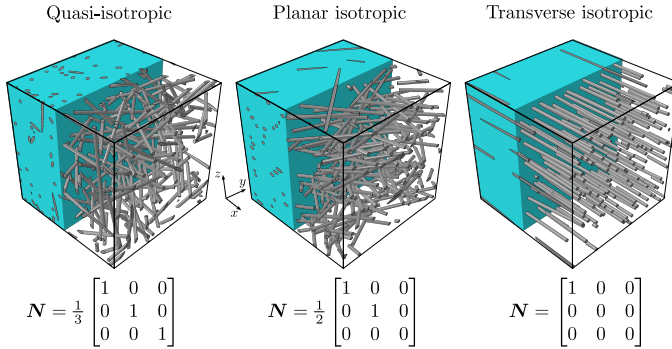 Quasi-isotropic Planar isotropic Transverse isotropic
z y x
N = 1/3 [1 0 0; 0 1 0; 0 0 1] N = 1/2 [1 0 0; 0 1 0; 0 0 0] N = [1 0 0; 0 0 0; 0 0 0]